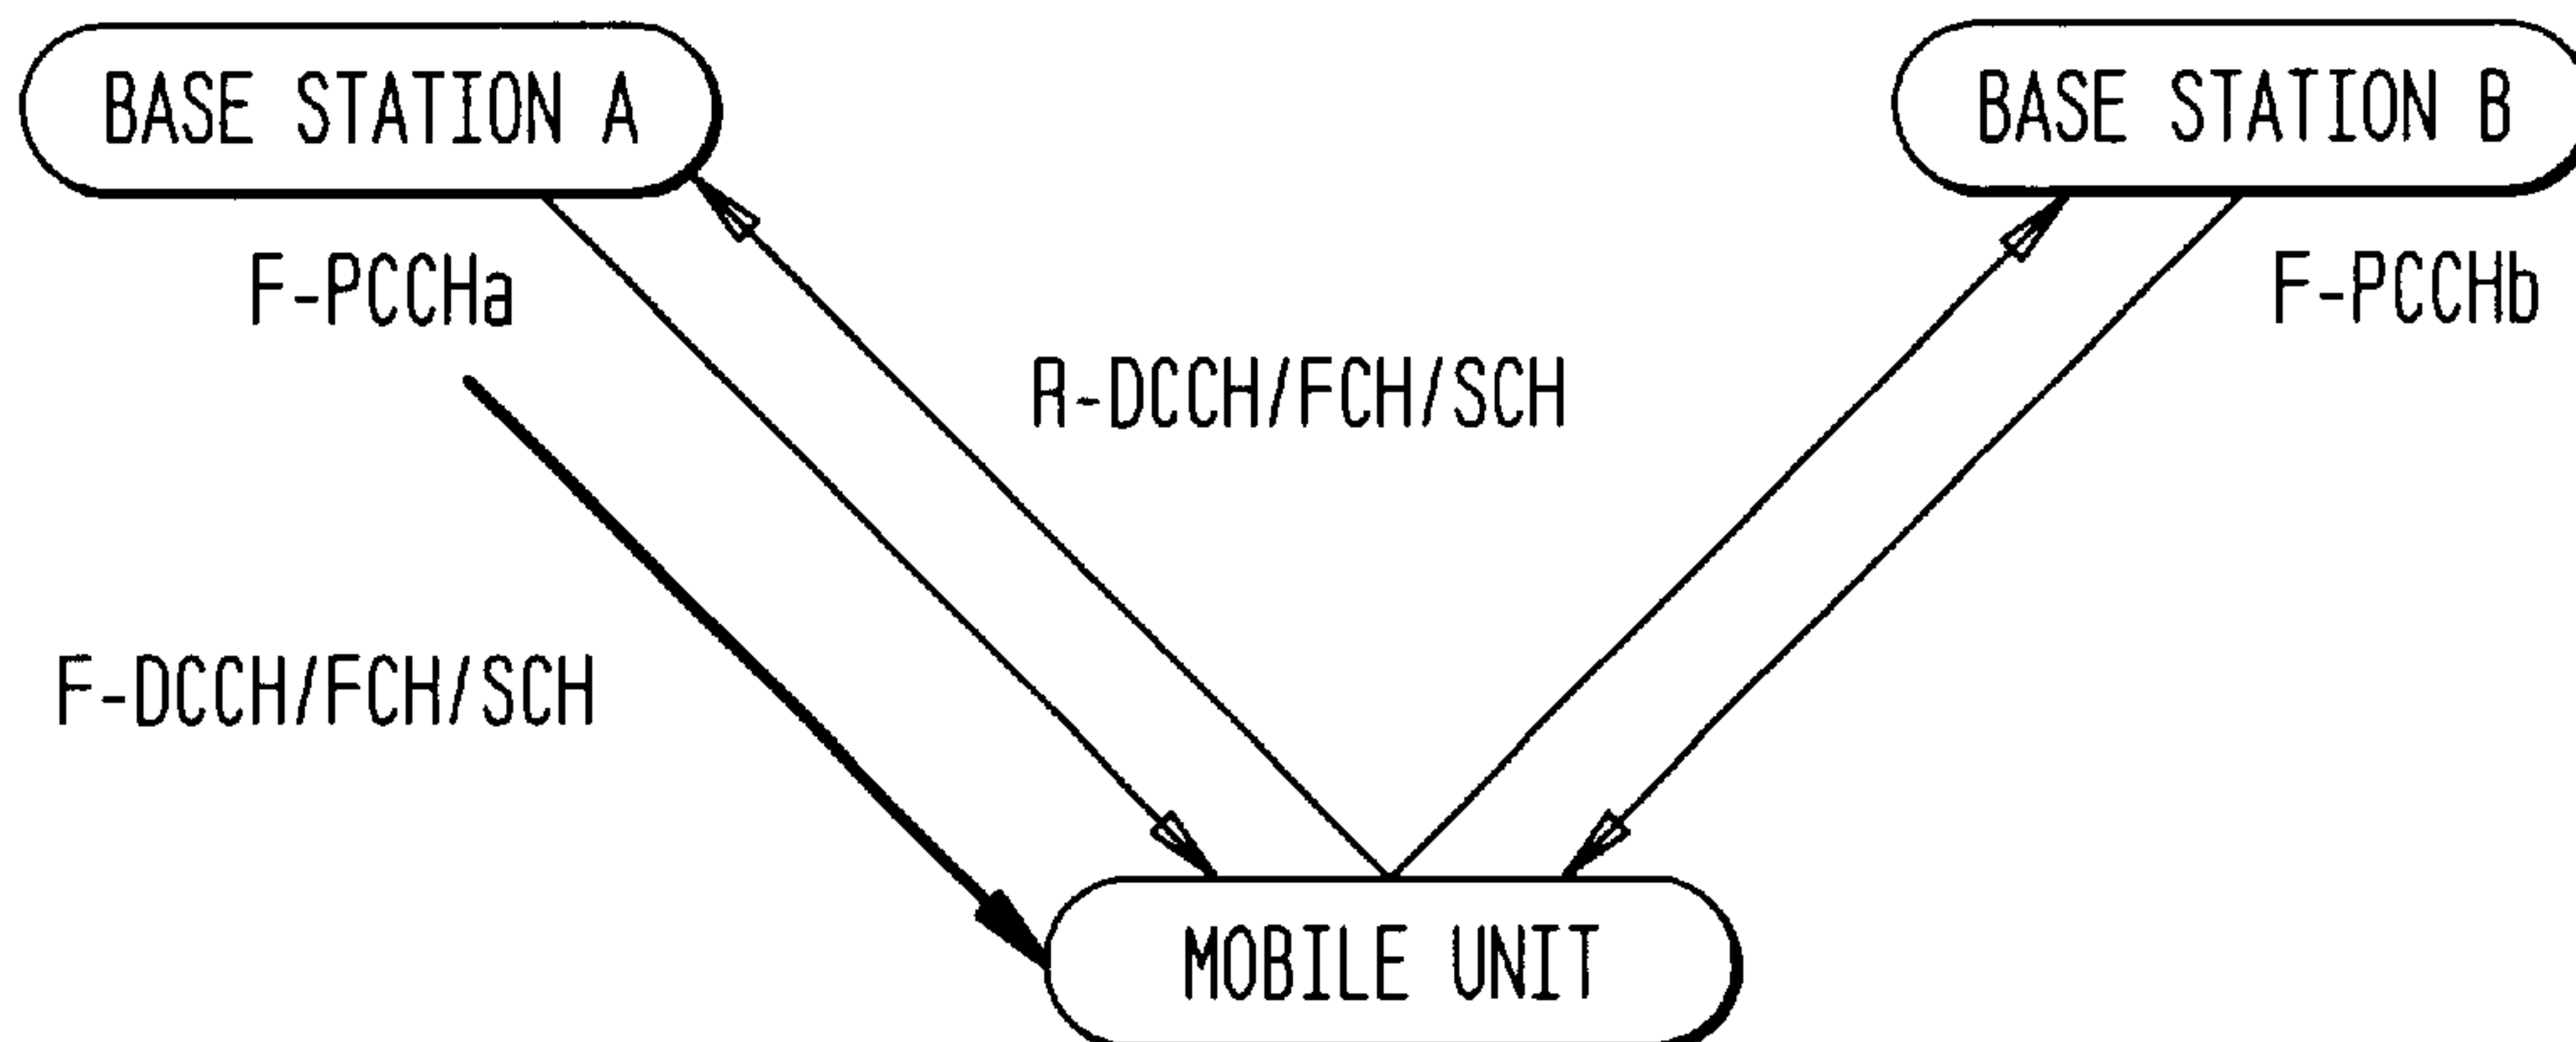 BASE STATION A
BASE STATION B
F-PCCHa
F-PCCHb
R-DCCH/FCH/SCH
F-DCCH/FCH/SCH
MOBILE UNIT